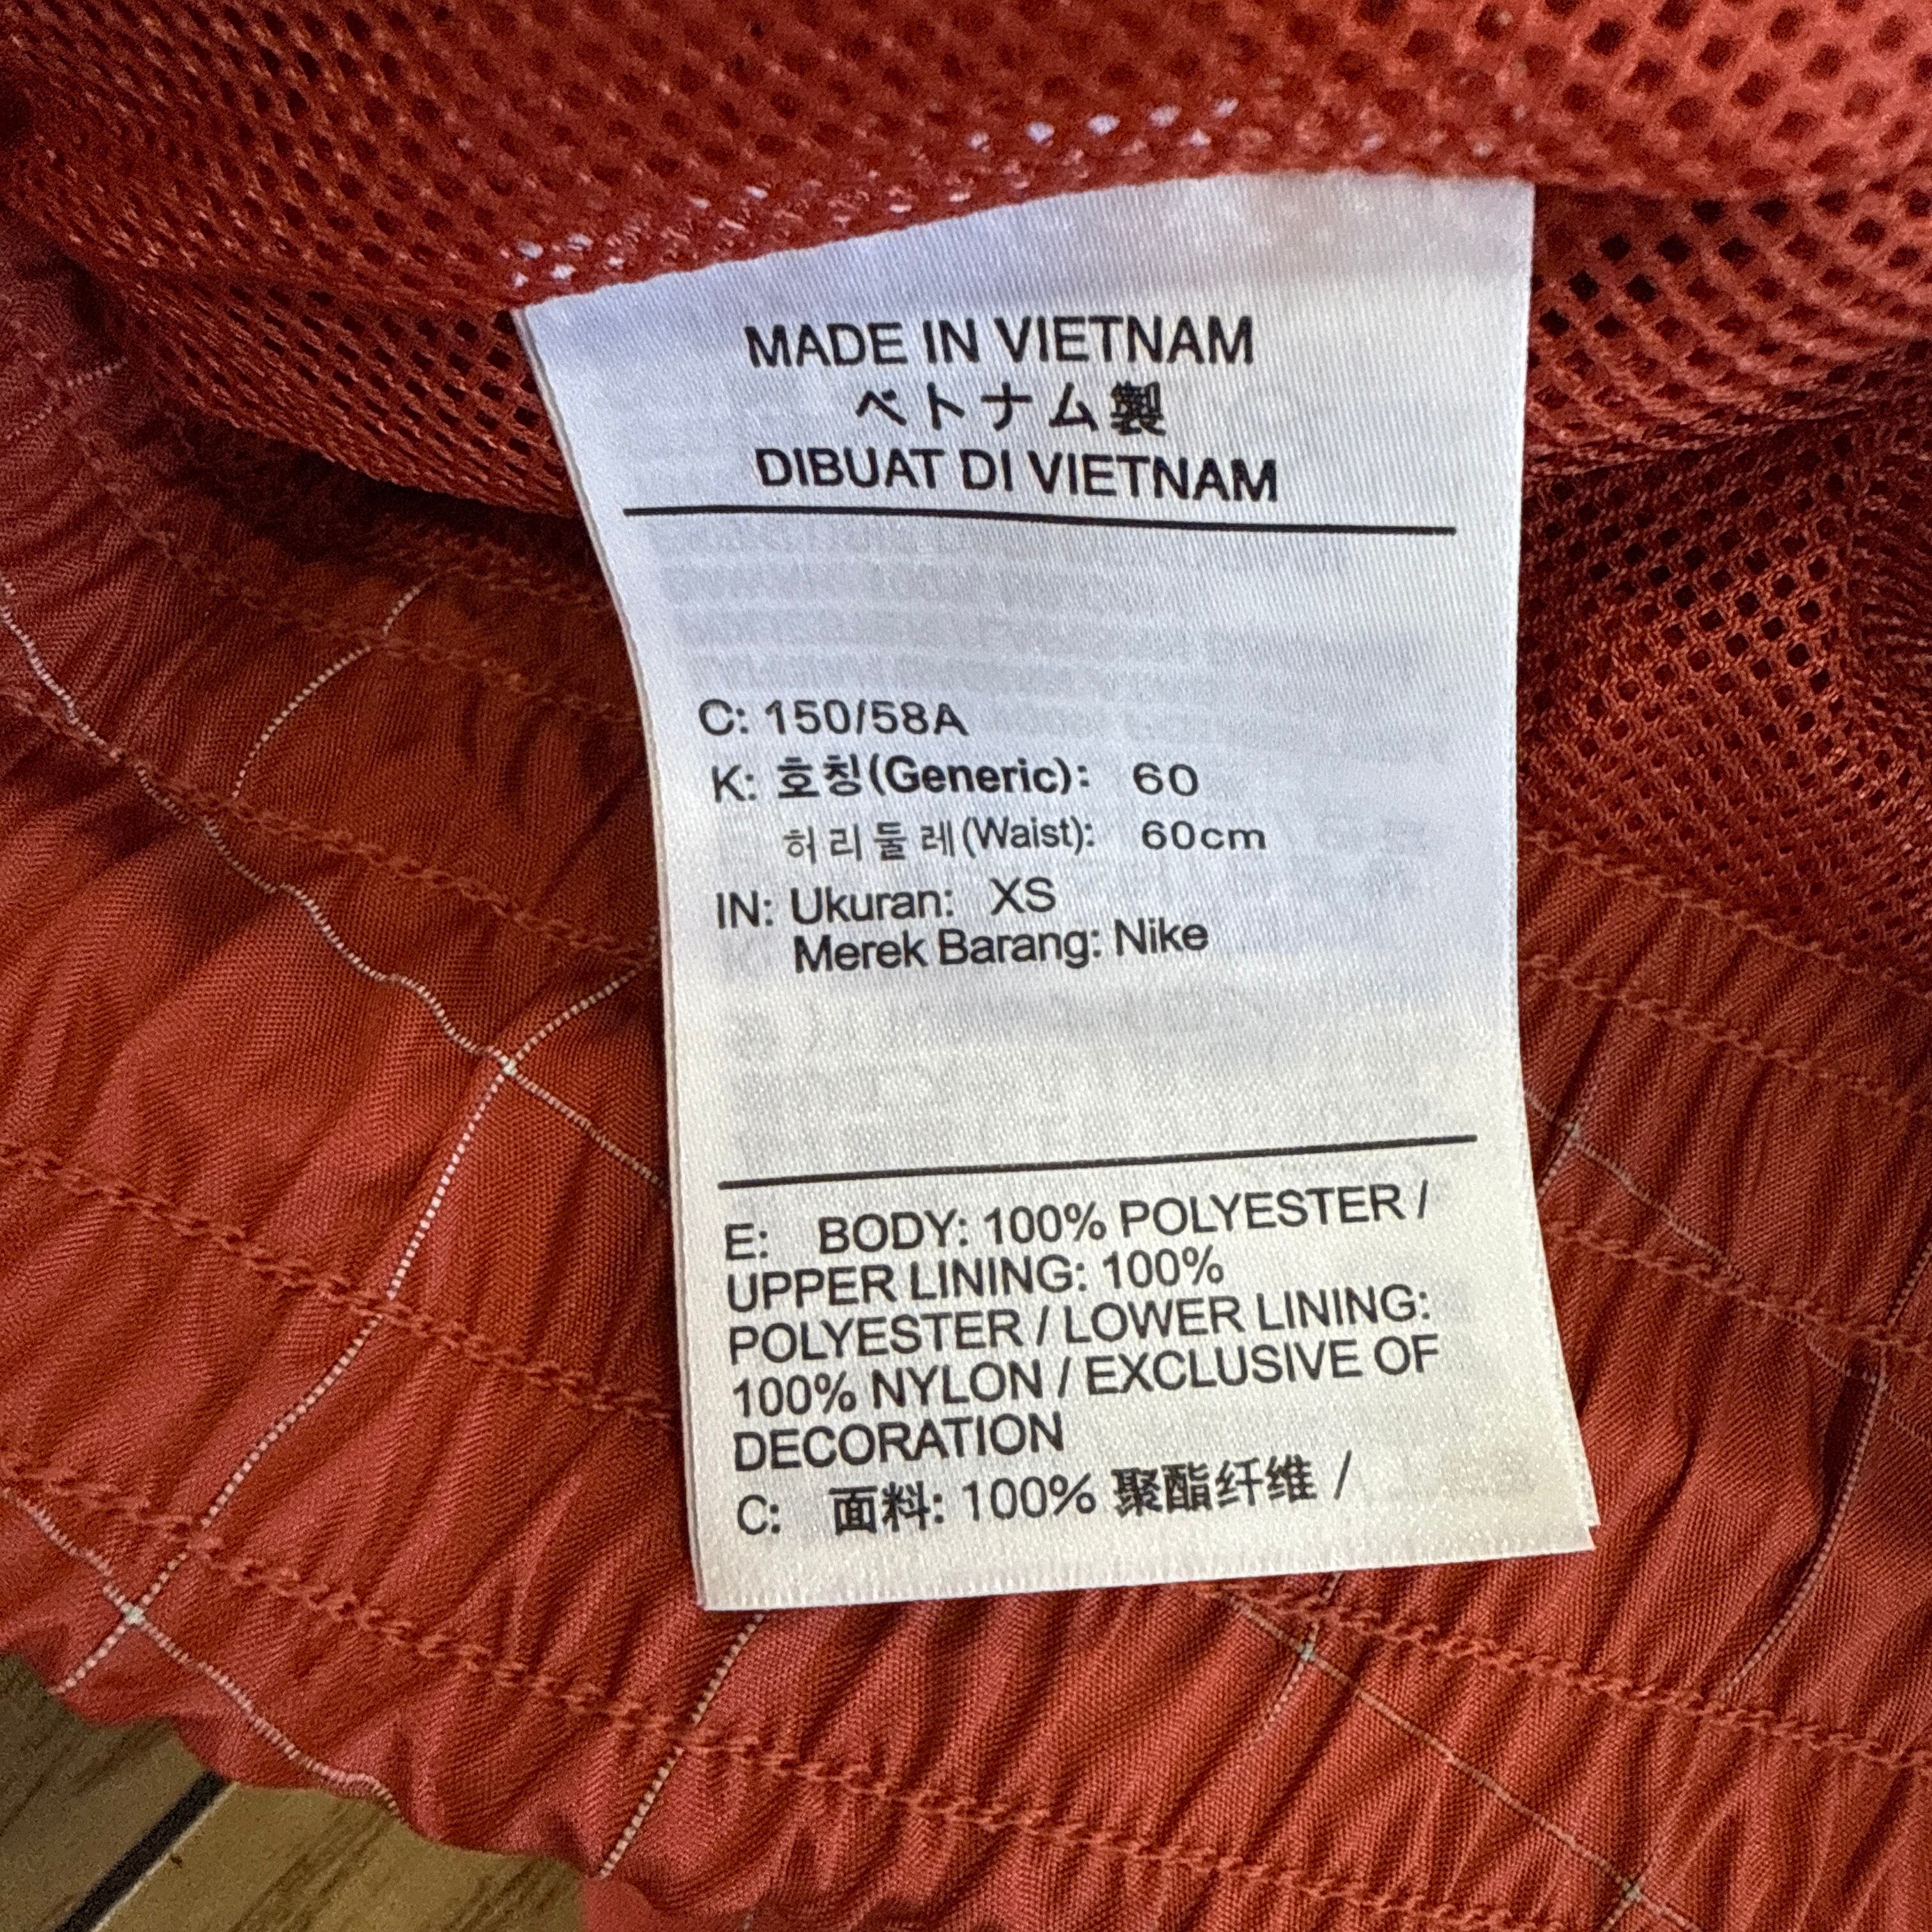 MADE IN VIETNAM
ベトナム製
DIBUAT DI VIETNAM
C: 150/58A
K: 호칭(Generic): 60
허리둘레(Waist): 60cm
IN: Ukuran: XS
Merek Barang: Nike
E: BODY: 100% POLYESTER /
UPPER LINING: 100%
POLYESTER / LOWER LINING:
100% NYLON / EXCLUSIVE OF
DECORATION
C: 面料: 100% 聚酯纤维 /